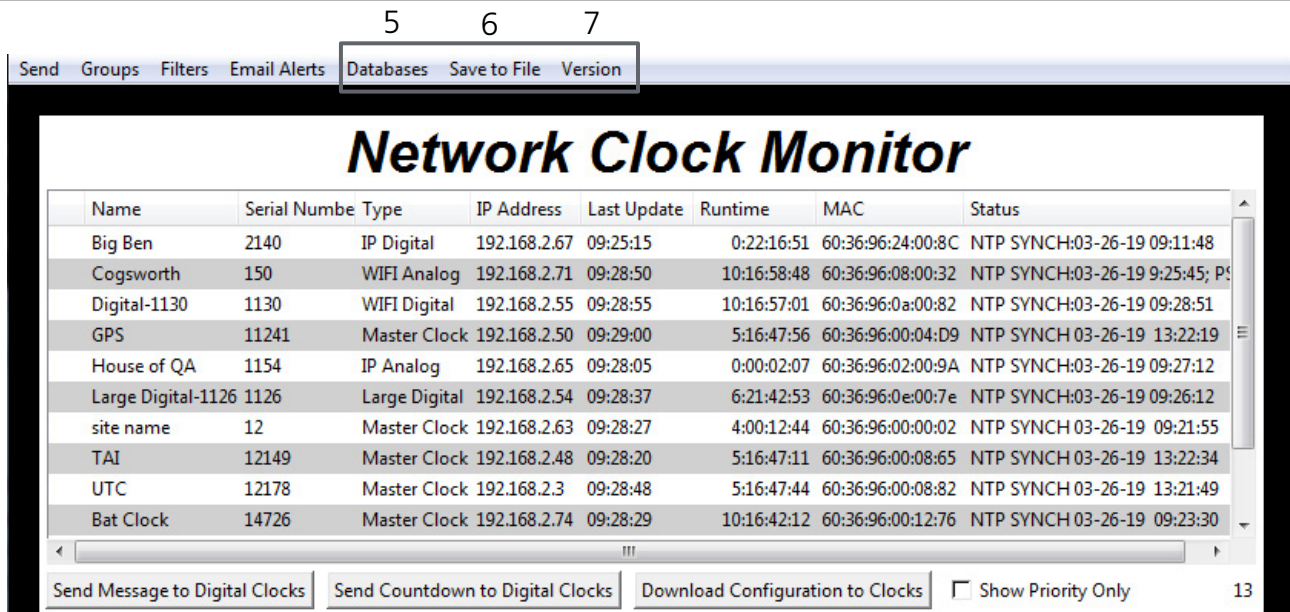 5 6 7
Send Groups Filters Email Alerts Databases Save to File Version
Network Clock Monitor
Name Serial Numbe Type IP Address Last Update Runtime MAC Status
Big Ben 2140 IP Digital 192.168.2.67 09:25:15 0:22:16:51 60:36:96:24:00:8C NTP SYNCH:03-26-19 09:11:48
Cogsworth 150 WIFI Analog 192.168.2.71 09:28:50 10:16:58:48 60:36:96:08:00:32 NTP SYNCH:03-26-19 9:25:45; PS
Digital-1130 1130 WIFI Digital 192.168.2.55 09:28:55 10:16:57:01 60:36:96:0a:00:82 NTP SYNCH:03-26-19 09:28:51
GPS 11241 Master Clock 192.168.2.50 09:29:00 5:16:47:56 60:36:96:00:04:D9 NTP SYNCH 03-26-19 13:22:19
House of QA 1154 IP Analog 192.168.2.65 09:28:05 0:00:02:07 60:36:96:02:00:9A NTP SYNCH:03-26-19 09:27:12
Large Digital-1126 1126 Large Digital 192.168.2.54 09:28:37 6:21:42:53 60:36:96:0e:00:7e NTP SYNCH:03-26-19 09:26:12
site name 12 Master Clock 192.168.2.63 09:28:27 4:00:12:44 60:36:96:00:00:02 NTP SYNCH 03-26-19 09:21:55
TAI 12149 Master Clock 192.168.2.48 09:28:20 5:16:47:11 60:36:96:00:08:65 NTP SYNCH 03-26-19 13:22:34
UTC 12178 Master Clock 192.168.2.3 09:28:48 5:16:47:44 60:36:96:00:08:82 NTP SYNCH 03-26-19 13:21:49
Bat Clock 14726 Master Clock 192.168.2.74 09:28:29 10:16:42:12 60:36:96:00:12:76 NTP SYNCH 03-26-19 09:23:30
Send Message to Digital Clocks Send Countdown to Digital Clocks Download Configuration to Clocks Show Priority Only 13